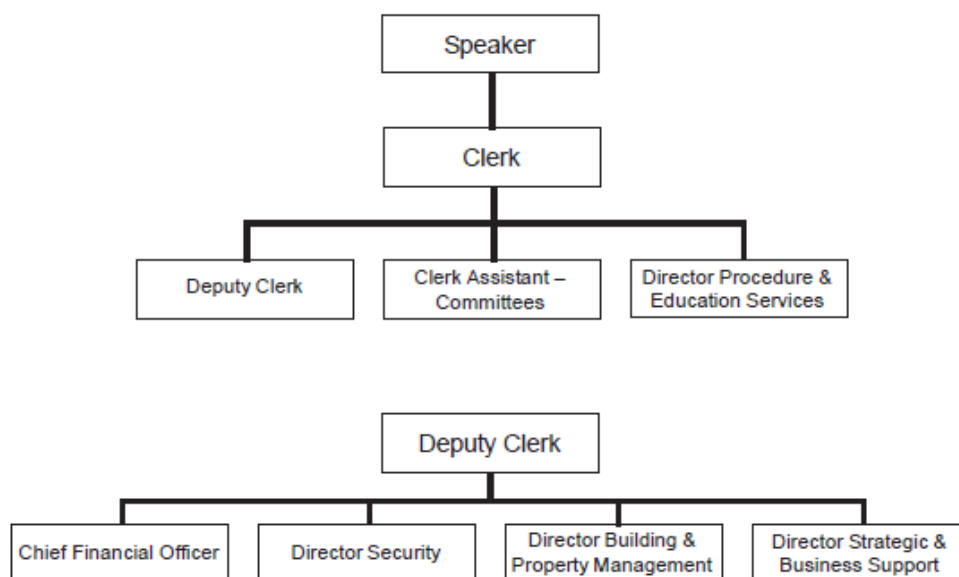 Speaker
Clerk
Deputy Clerk
Clerk Assistant –
Committees
Director Procedure &
Education Services
Deputy Clerk
Chief Financial Officer
Director Security
Director Building &
Property Management
Director Strategic &
Business Support